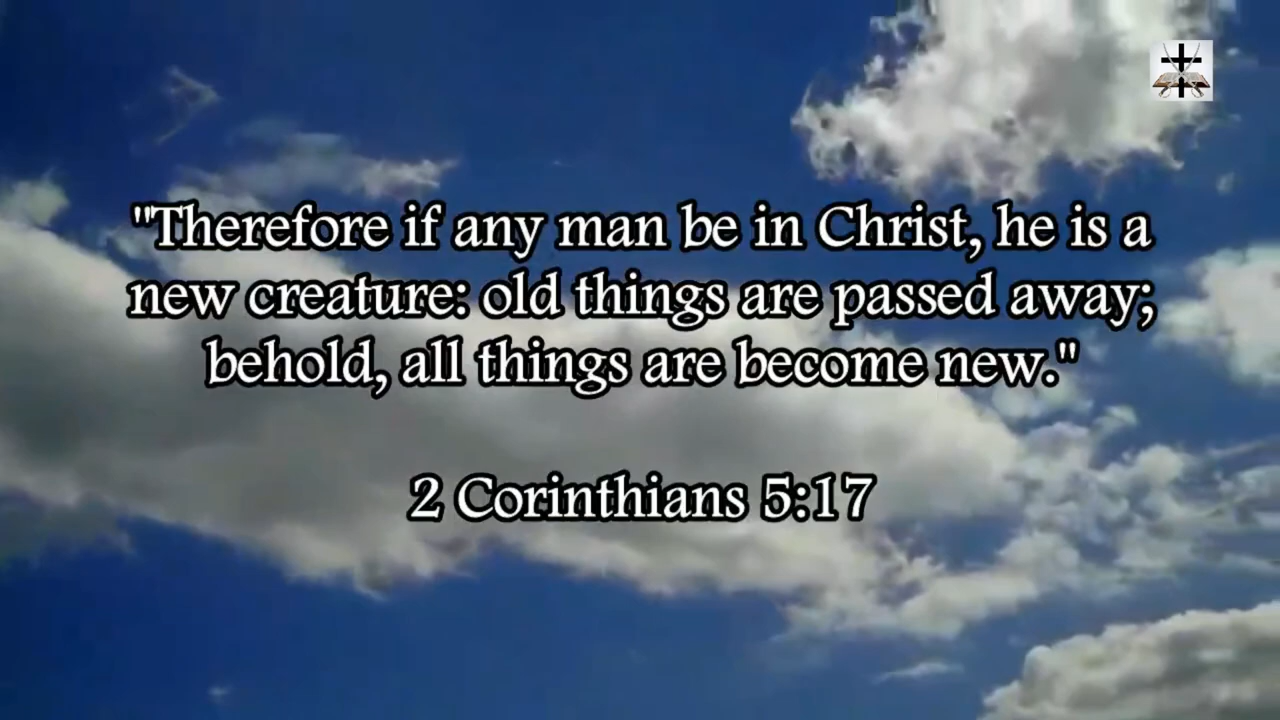 "Therefore if any man be in Christ, he is a
new creature: old things are passed away;
behold, all things are become new."
2 Corinthians 5:17